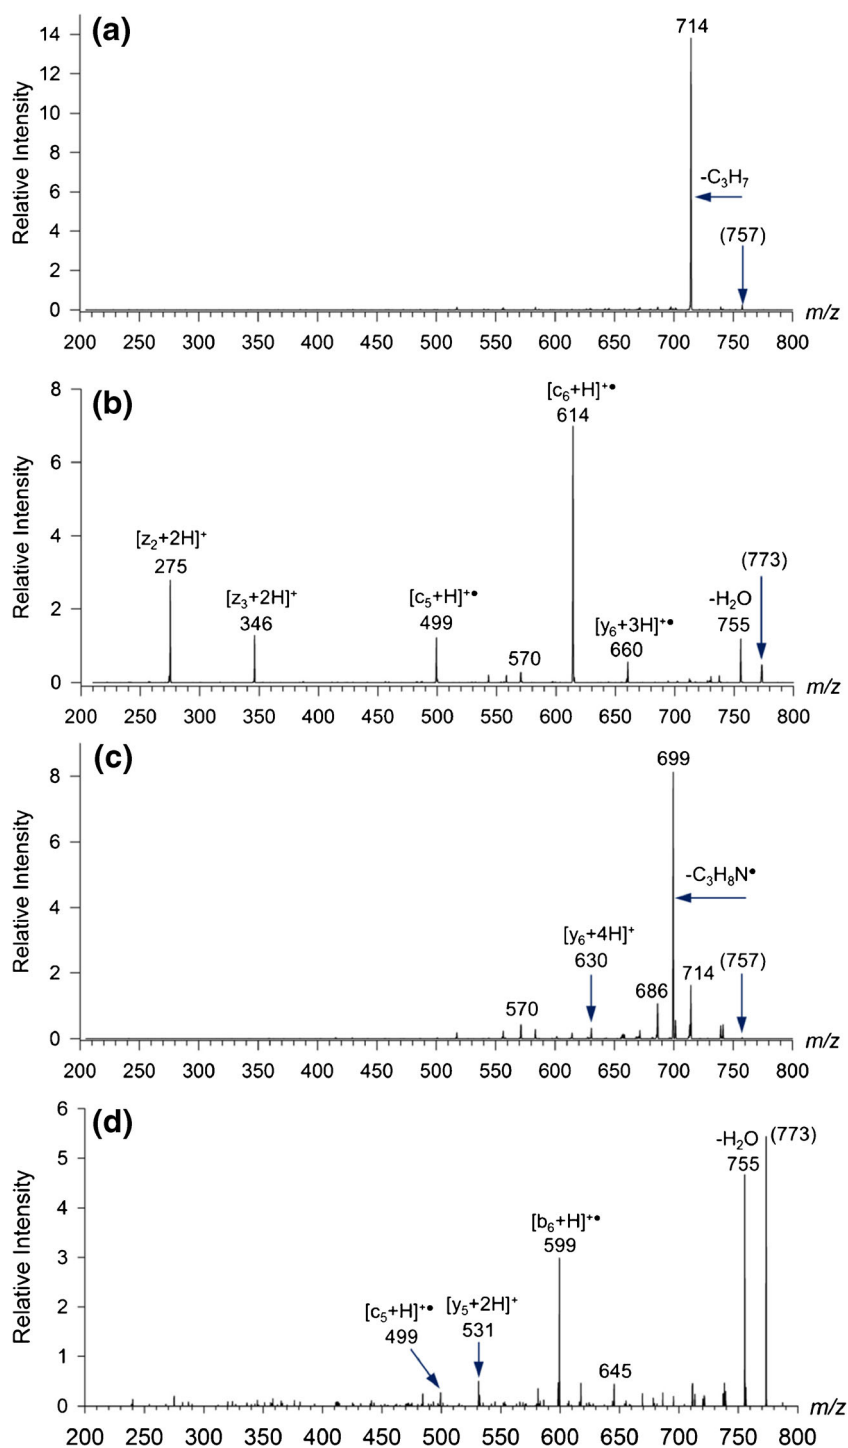 (a)
714
-C₃H₇
(757)
Relative Intensity
14
12
10
8
6
4
2
0
200 250 300 350 400 450 500 550 600 650 700 750 800
m/z
(b)
[c₆+H]⁺•
614
[z₂+2H]⁺
275
[z₃+2H]⁺
346
[c₅+H]⁺•
499
570
[y₆+3H]⁺•
660
-H₂O
755
(773)
Relative Intensity
8
6
4
2
0
200 250 300 350 400 450 500 550 600 650 700 750 800
m/z
(c)
699
-C₃H₈N•
[y₆+4H]⁺
630
570
686
714
(757)
Relative Intensity
8
6
4
2
0
200 250 300 350 400 450 500 550 600 650 700 750 800
m/z
(d)
-H₂O
755
(773)
[b₆+H]⁺•
599
[c₅+H]⁺•
499
[y₅+2H]⁺
531
645
Relative Intensity
6
5
4
3
2
1
0
200 250 300 350 400 450 500 550 600 650 700 750 800
m/z